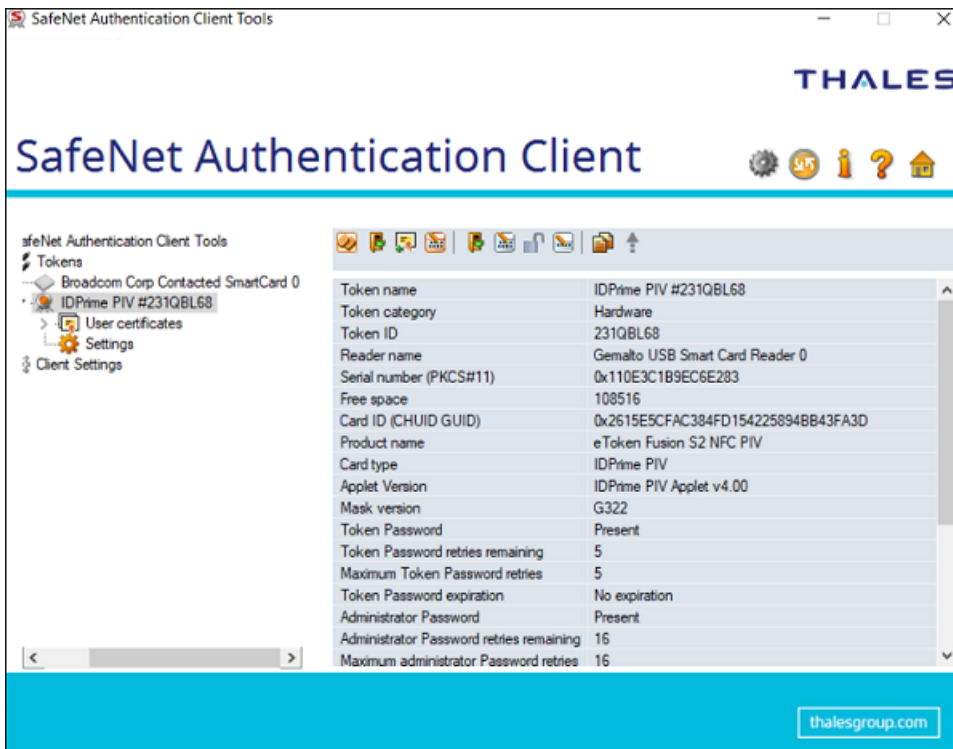 SafeNet Authentication Client Tools
THALES
SafeNet Authentication Client
afeNet Authentication Client Tools
Tokens
Broadcom Corp Contacted SmartCard 0
IDPrime PIV #231QBL68
User certificates
Settings
Client Settings
Token name IDPrime PIV #231QBL68
Token category Hardware
Token ID 231QBL68
Reader name Gemalto USB Smart Card Reader 0
Serial number (PKCS#11) 0x110E3C1B9EC6E283
Free space 108516
Card ID (CHUID GUID) 0x2615E5CFAC384FD154225894BB43FA3D
Product name eToken Fusion S2 NFC PIV
Card type IDPrime PIV
Applet Version IDPrime PIV Applet v4.00
Mask version G322
Token Password Present
Token Password retries remaining 5
Maximum Token Password retries 5
Token Password expiration No expiration
Administrator Password Present
Administrator Password retries remaining 16
Maximum administrator Password retries 16
thalesgroup.com